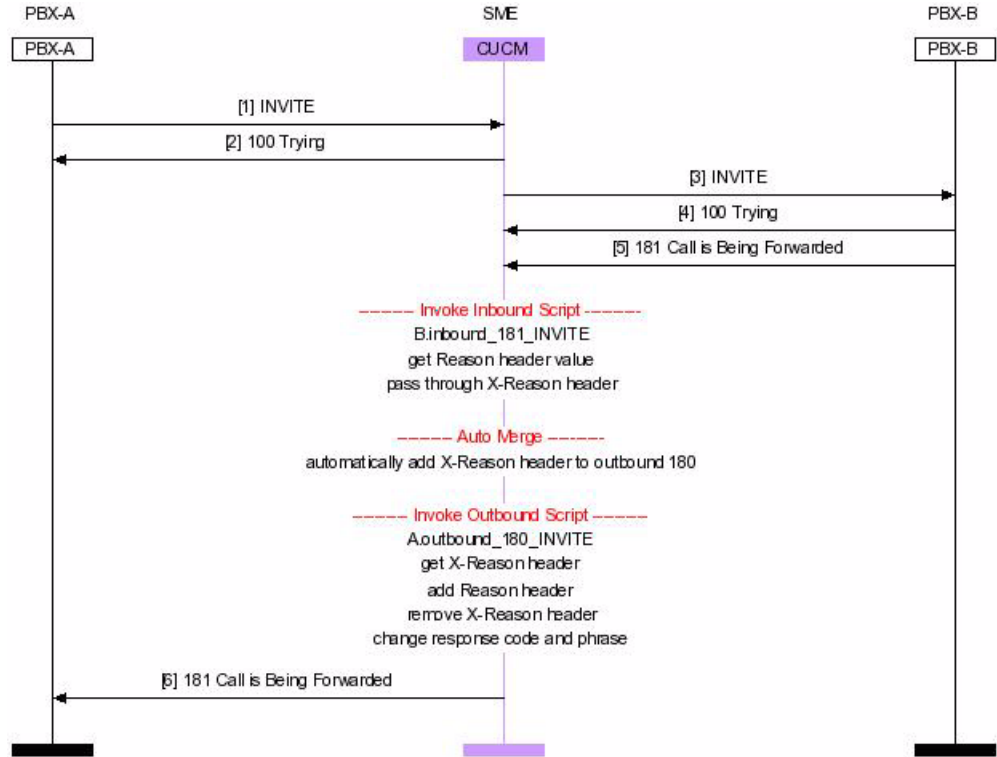 PBX-A SME PBX-B
PBX-A CUCM PBX-B
[1] INVITE
[2] 100 Trying
[3] INVITE
[4] 100 Trying
[5] 181 Call is Being Forwarded
----------- Invoke Inbound Script -----------
B.inbound_181_INVITE
get Reason header value
pass through X-Reason header
----------- Auto Merge -----------
automatically add X-Reason header to outbound 180
----------- Invoke Outbound Script -----------
A.outbound_180_INVITE
get X-Reason header
add Reason header
remove X-Reason header
change response code and phrase
[6] 181 Call is Being Forwarded